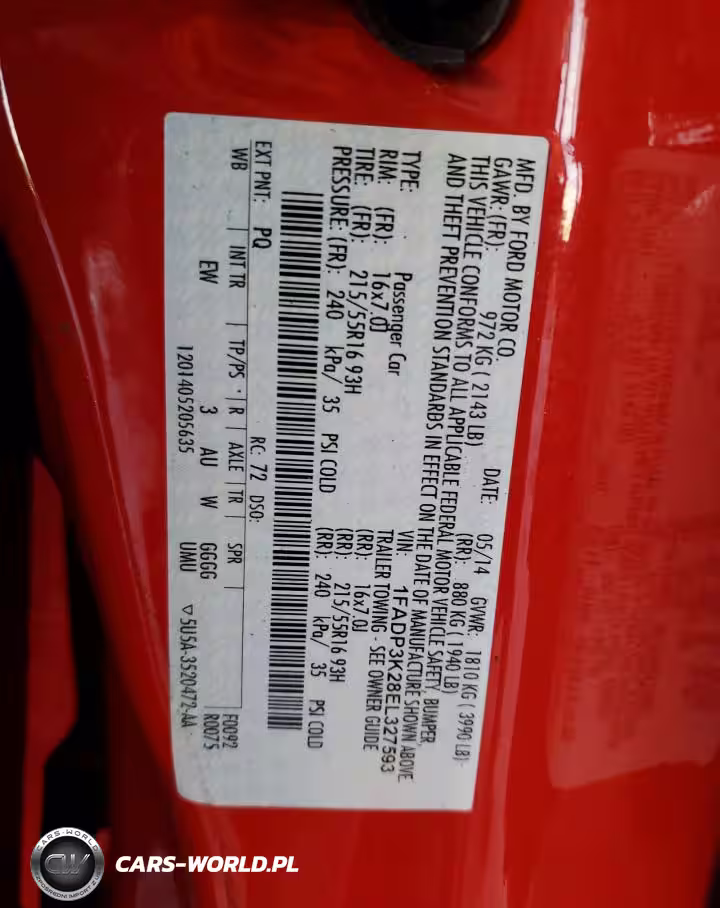 MFD. BY FORD MOTOR CO.
DATE: 05/14 GVWR: 1810 KG ( 3990 LB)
GAWR: (FR): 972 KG ( 2143 LB) (RR): 880 KG ( 1940 LB)
THIS VEHICLE CONFORMS TO ALL APPLICABLE FEDERAL MOTOR VEHICLE SAFETY, BUMPER,
AND THEFT PREVENTION STANDARDS IN EFFECT ON THE DATE OF MANUFACTURE SHOWN ABOVE
VIN: 1FADP3K28EL327593
TYPE: Passenger Car TRAILER TOWING - SEE OWNER GUIDE
RIM: (FR): 16x7.0J (RR): 16x7.0J
TIRE: (FR): 215/55R16 93H (RR): 215/55R16 93H
PRESSURE: (FR): 240 kPa/ 35 PSI COLD (RR): 240 kPa/ 35 PSI COLD
EXT PNT: PQ RC: 72 DSO: F0092
WB INT TR TP/PS R AXLE TR SPR R0075
EW 3 AU W GGGG
1201405205635 UMU ▽5U5A-3520472-AA
CARS-WORLD
CW
BEZPOŚREDNI IMPORT Z USA
CARS-WORLD.PL